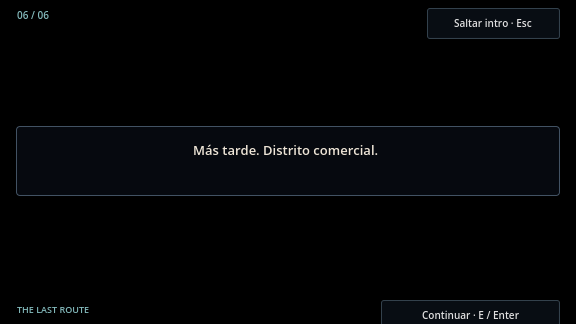 06 / 06
Saltar intro · Esc
Más tarde. Distrito comercial.
THE LAST ROUTE
Continuar · E / Enter